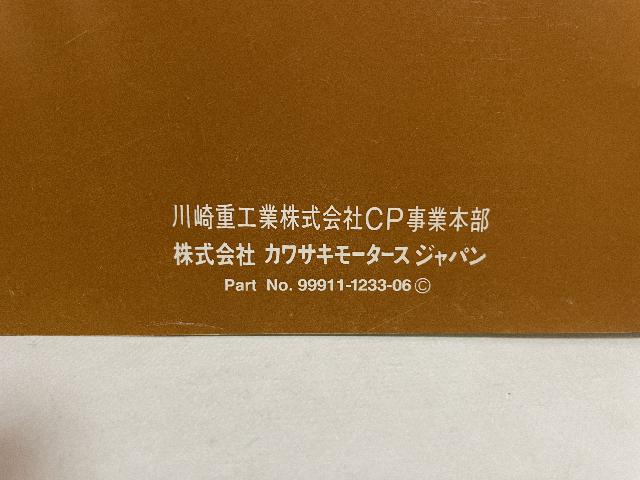 川崎重工業株式会社CP事業本部
株式会社 カワサキモータースジャパン
Part No. 99911-1233-06 ©